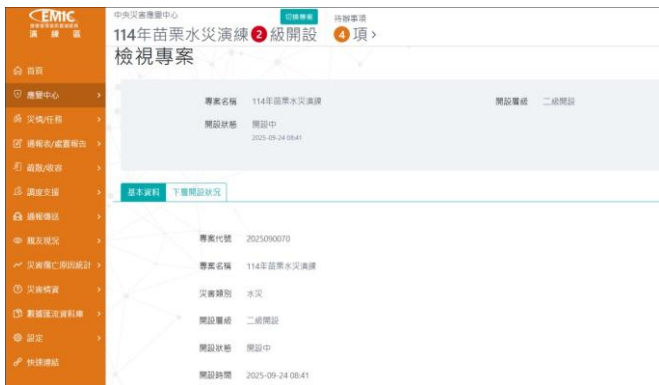 EMIC
演練區
中央災害應變中心
切換專案
待辦事項
114年苗栗水災演練2級開設
4項>
檢視專案
首頁
應變中心
災情/任務
通報表/處置報告
疏散/收容
調度支援
通報傳送
親友現況
災害傷亡原因統計
災害情資
數據匯流資料庫
設定
快速連結
專案名稱 114年苗栗水災演練
開設層級 二級開設
開設狀態 開設中
2025-09-24 08:41
基本資料 下層開設狀況
專案代號 2025090070
專案名稱 114年苗栗水災演練
災害類別 水災
開設層級 二級開設
開設狀態 開設中
開設時間 2025-09-24 08:41